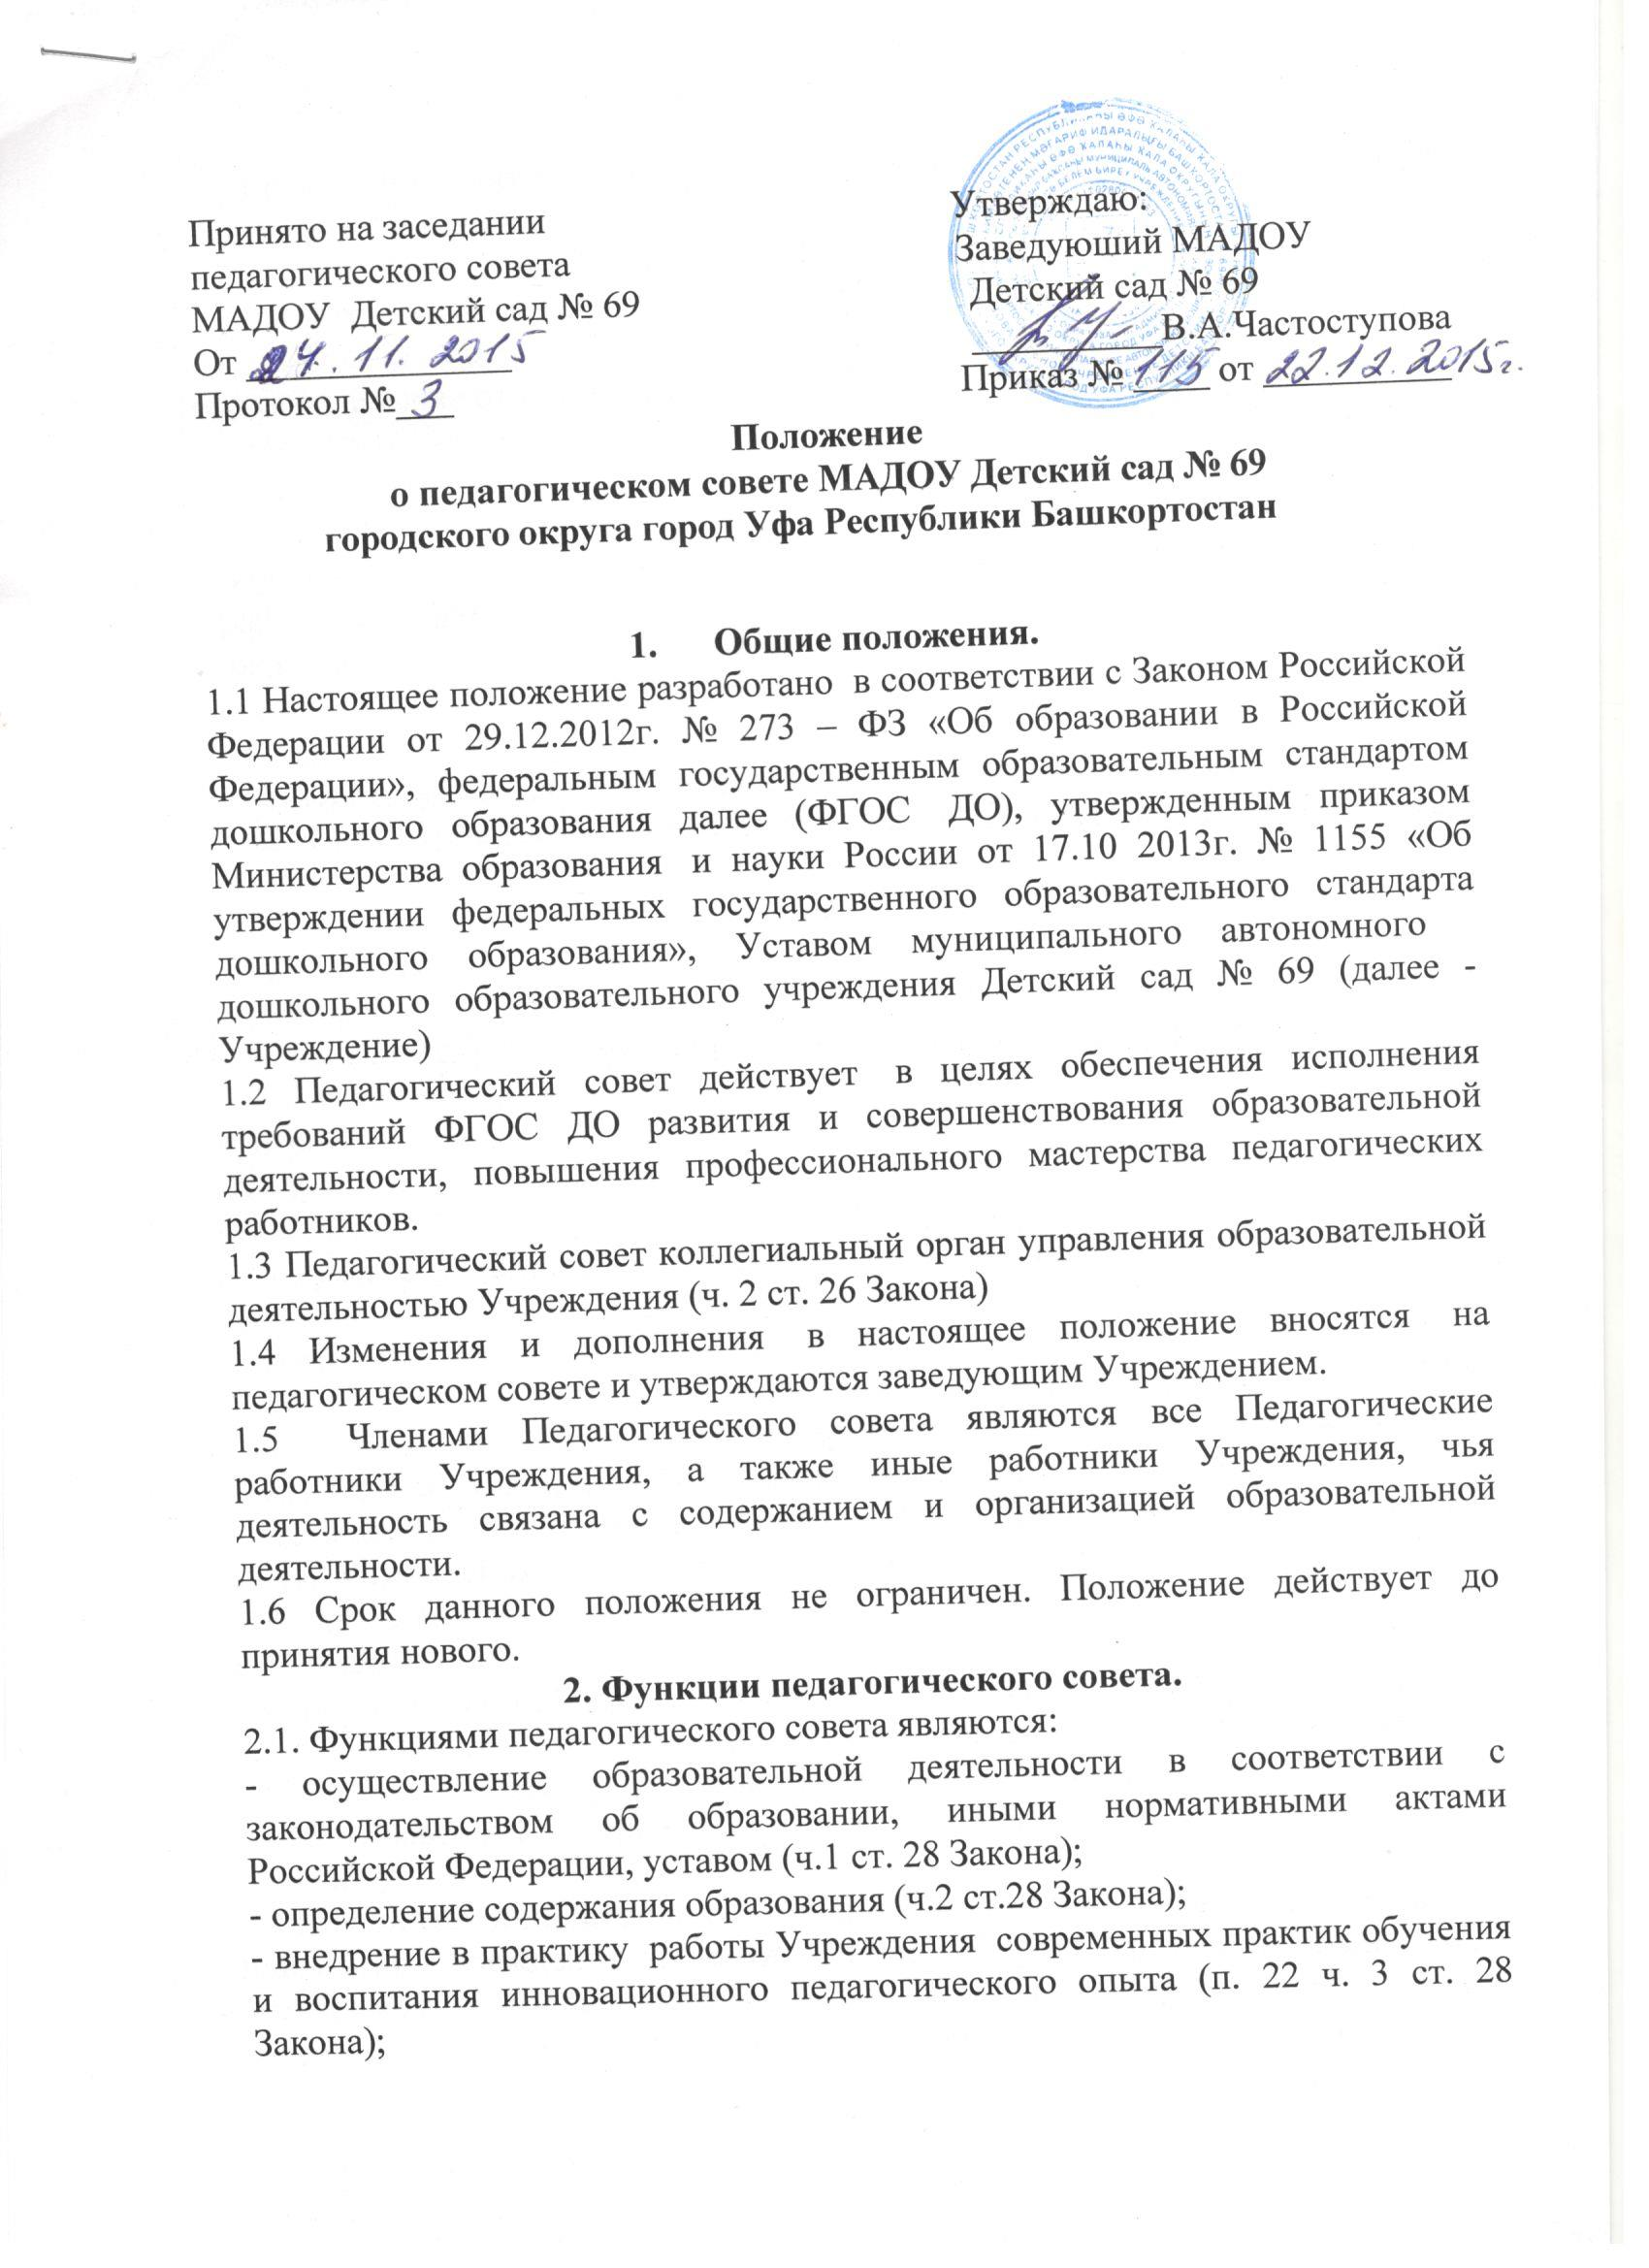 Принято на заседании
педагогического совета
МАДОУ Детский сад № 69
От 24.11.2015
Протокол № 3
Утверждаю:
Заведуюший МАДОУ
Детский сад № 69
В.А.Частоступова
Приказ № 115 от 22.12.2015г.
Положение
о педагогическом совете МАДОУ Детский сад № 69
городского округа город Уфа Республики Башкортостан
1. Общие положения.
1.1 Настоящее положение разработано в соответствии с Законом Российской
Федерации от 29.12.2012г. № 273 – ФЗ «Об образовании в Российской
Федерации», федеральным государственным образовательным стандартом
дошкольного образования далее (ФГОС ДО), утвержденным приказом
Министерства образования и науки России от 17.10 2013г. № 1155 «Об
утверждении федеральных государственного образовательного стандарта
дошкольного образования», Уставом муниципального автономного
дошкольного образовательного учреждения Детский сад № 69 (далее -
Учреждение)
1.2 Педагогический совет действует в целях обеспечения исполнения
требований ФГОС ДО развития и совершенствования образовательной
деятельности, повышения профессионального мастерства педагогических
работников.
1.3 Педагогический совет коллегиальный орган управления образовательной
деятельностью Учреждения (ч. 2 ст. 26 Закона)
1.4 Изменения и дополнения в настоящее положение вносятся на
педагогическом совете и утверждаются заведующим Учреждением.
1.5 Членами Педагогического совета являются все Педагогические
работники Учреждения, а также иные работники Учреждения, чья
деятельность связана с содержанием и организацией образовательной
деятельности.
1.6 Срок данного положения не ограничен. Положение действует до
принятия нового.
2. Функции педагогического совета.
2.1. Функциями педагогического совета являются:
- осуществление образовательной деятельности в соответствии с
законодательством об образовании, иными нормативными актами
Российской Федерации, уставом (ч.1 ст. 28 Закона);
- определение содержания образования (ч.2 ст.28 Закона);
- внедрение в практику работы Учреждения современных практик обучения
и воспитания инновационного педагогического опыта (п. 22 ч. 3 ст. 28
Закона);